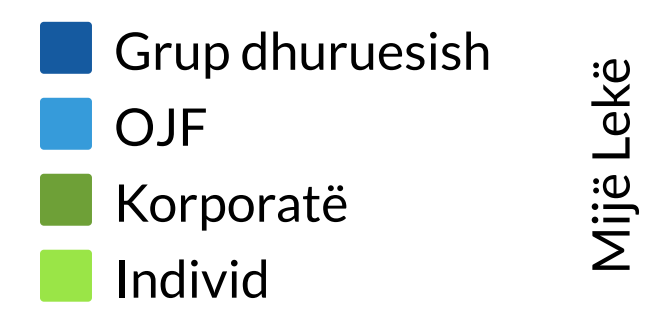 Grup dhuruesish
OJF
Korporatë
Individ
Mijë Lekë